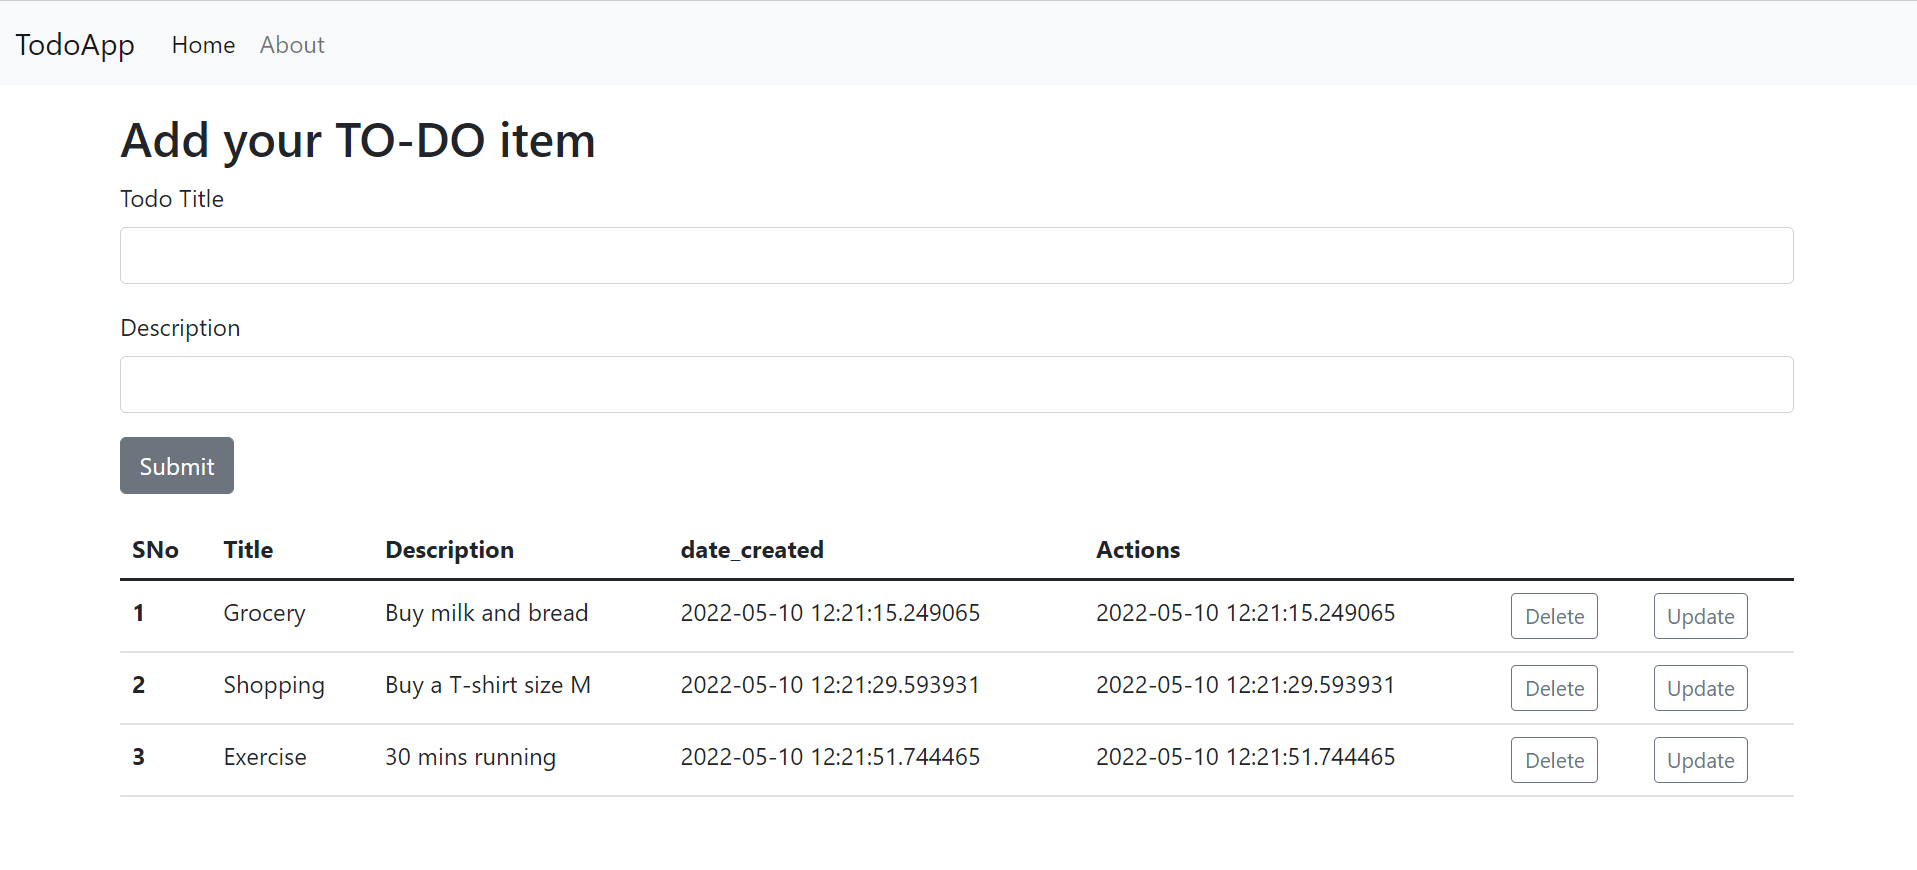 TodoApp Home About
Add your TO-DO item
Todo Title
Description
Submit
SNo Title Description date_created Actions
1 Grocery Buy milk and bread 2022-05-10 12:21:15.249065 2022-05-10 12:21:15.249065 Delete Update
2 Shopping Buy a T-shirt size M 2022-05-10 12:21:29.593931 2022-05-10 12:21:29.593931 Delete Update
3 Exercise 30 mins running 2022-05-10 12:21:51.744465 2022-05-10 12:21:51.744465 Delete Update